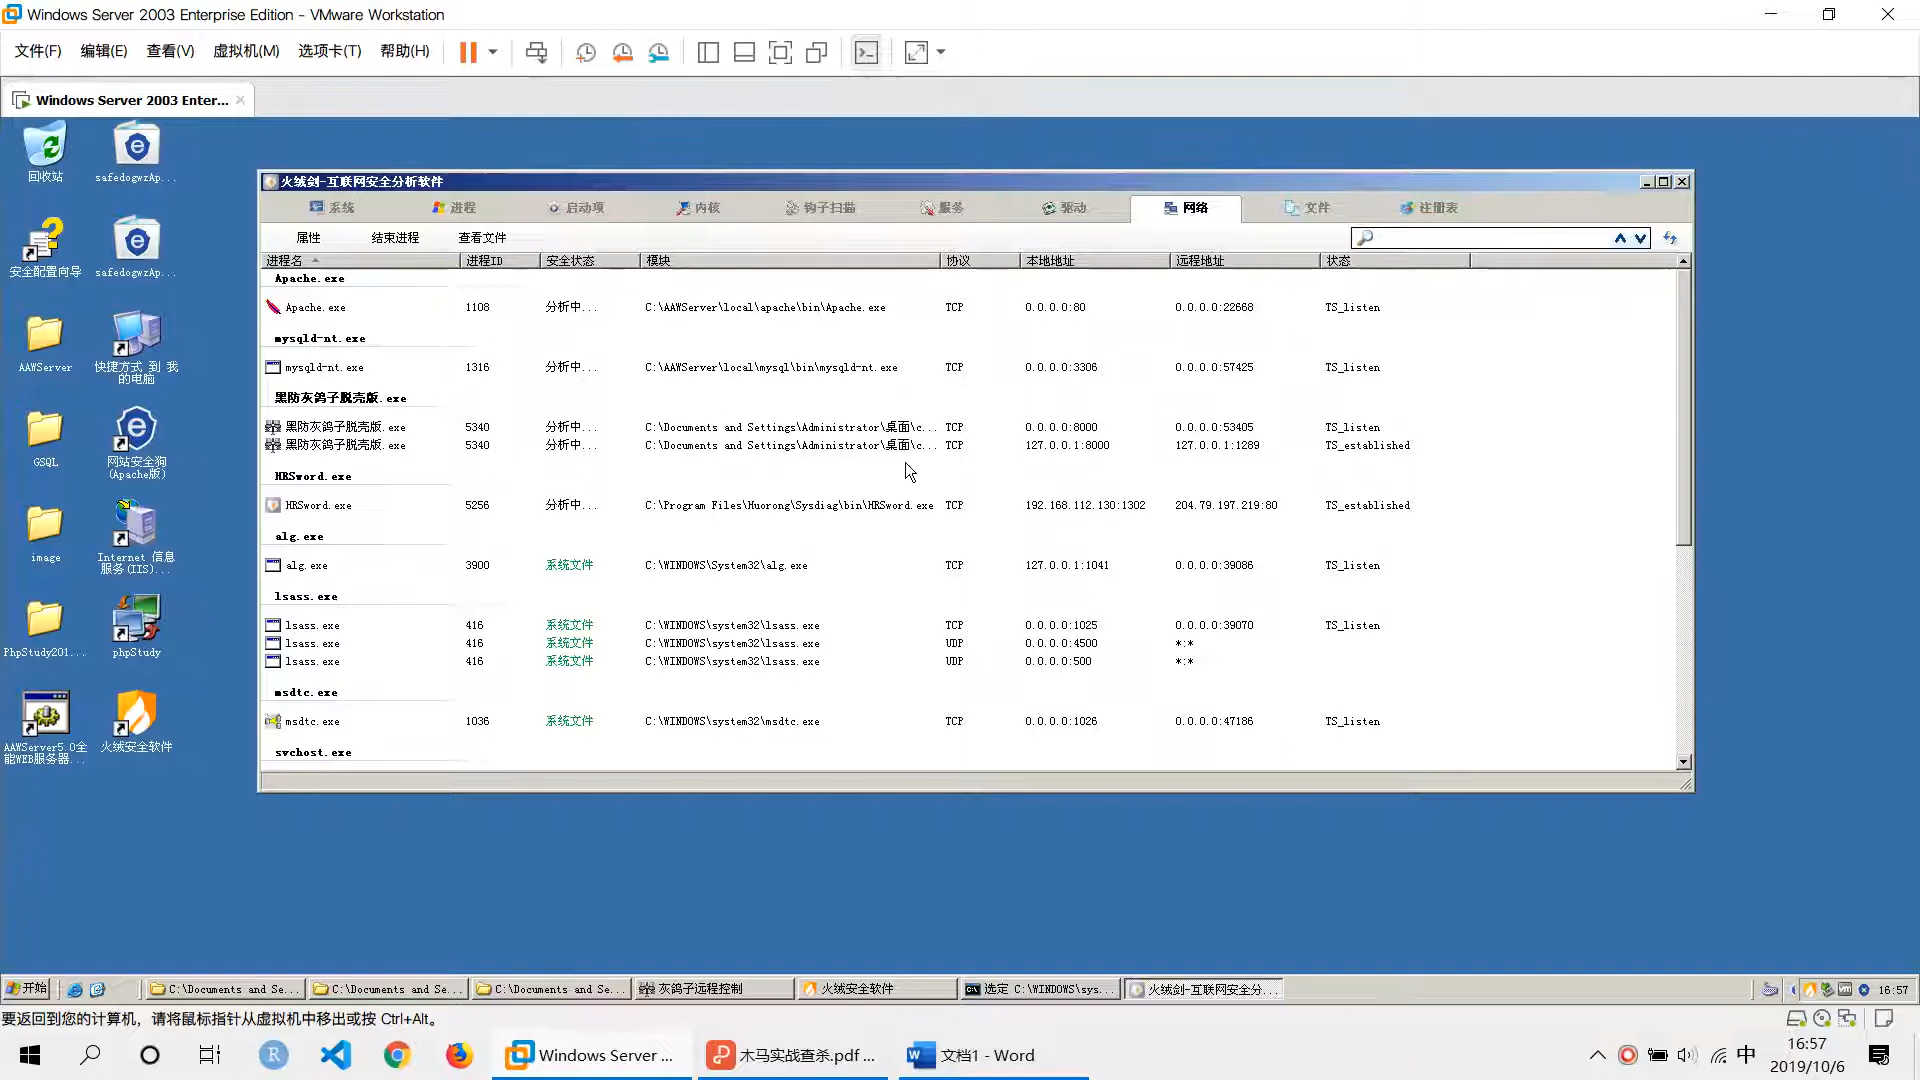 Windows Server 2003 Enterprise Edition - VMware Workstation
文件(F) 编辑(E) 查看(V) 虚拟机(M) 选项卡(T) 帮助(H)
Windows Server 2003 Enter...
回收站
safedogwzAp...
安全配置向导
safedogwzAp...
AAWServer
快捷方式 到 我的电脑
GSQL
网站安全狗(Apache版)
image
Internet 信息服务(IIS)...
PhpStudy201...
phpStudy
AAWServer5.0全能WEB服务器...
火绒安全软件
火绒剑-互联网安全分析软件
系统 进程 启动项 内核 钩子扫描 服务 驱动 网络 文件 注册表
属性 结束进程 查看文件
进程名 进程ID 安全状态 模块 协议 本地地址 远程地址 状态
Apache.exe
Apache.exe 1108 分析中... C:\AAWServer\local\apache\bin\Apache.exe TCP 0.0.0.0:80 0.0.0.0:22668 TS_listen
mysqld-nt.exe
mysqld-nt.exe 1316 分析中... C:\AAWServer\local\mysql\bin\mysqld-nt.exe TCP 0.0.0.0:3306 0.0.0.0:57425 TS_listen
黑防灰鸽子脱壳版.exe
黑防灰鸽子脱壳版.exe 5340 分析中... C:\Documents and Settings\Administrator\桌面\c... TCP 0.0.0.0:8000 0.0.0.0:53405 TS_listen
黑防灰鸽子脱壳版.exe 5340 分析中... C:\Documents and Settings\Administrator\桌面\c... TCP 127.0.0.1:8000 127.0.0.1:1289 TS_established
HRSword.exe
HRSword.exe 5256 分析中... C:\Program Files\Huorong\Sysdiag\bin\HRSword.exe TCP 192.168.112.130:1302 204.79.197.219:80 TS_established
alg.exe
alg.exe 3900 系统文件 C:\WINDOWS\System32\alg.exe TCP 127.0.0.1:1041 0.0.0.0:39086 TS_listen
lsass.exe
lsass.exe 416 系统文件 C:\WINDOWS\system32\lsass.exe TCP 0.0.0.0:1025 0.0.0.0:39070 TS_listen
lsass.exe 416 系统文件 C:\WINDOWS\system32\lsass.exe UDP 0.0.0.0:4500 *:*
lsass.exe 416 系统文件 C:\WINDOWS\system32\lsass.exe UDP 0.0.0.0:500 *:*
msdtc.exe
msdtc.exe 1036 系统文件 C:\WINDOWS\system32\msdtc.exe TCP 0.0.0.0:1026 0.0.0.0:47186 TS_listen
svchost.exe
开始 C:\Documents and Se... C:\Documents and Se... C:\Documents and Se... 灰鸽子远程控制 火绒安全软件 选定 C:\WINDOWS\sys... 火绒剑-互联网安全分... 16:57
要返回到您的计算机，请将鼠标指针从虚拟机中移出或按 Ctrl+Alt。
Windows Server ... 木马实战查杀.pdf ... 文档1 - Word 中 16:57
2019/10/6